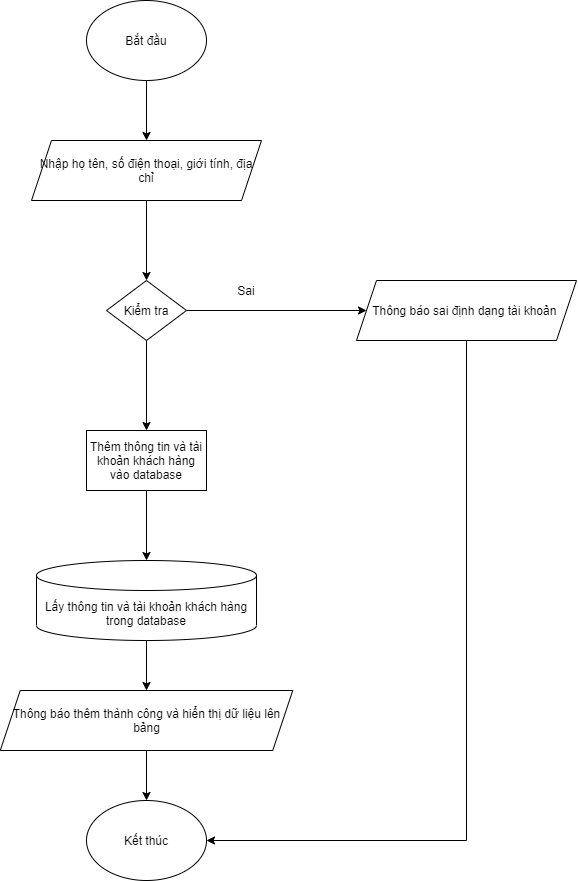 Bắt đầu
Nhập họ tên, số điện thoại, giới tính, địa
chỉ
Sai
Kiểm tra
Thông báo sai định dạng tài khoản
Thêm thông tin và tài
khoản khách hàng
vào database
Lấy thông tin và tài khoản khách hàng
trong database
Thông báo thêm thành công và hiển thị dữ liệu lên
bảng
Kết thúc